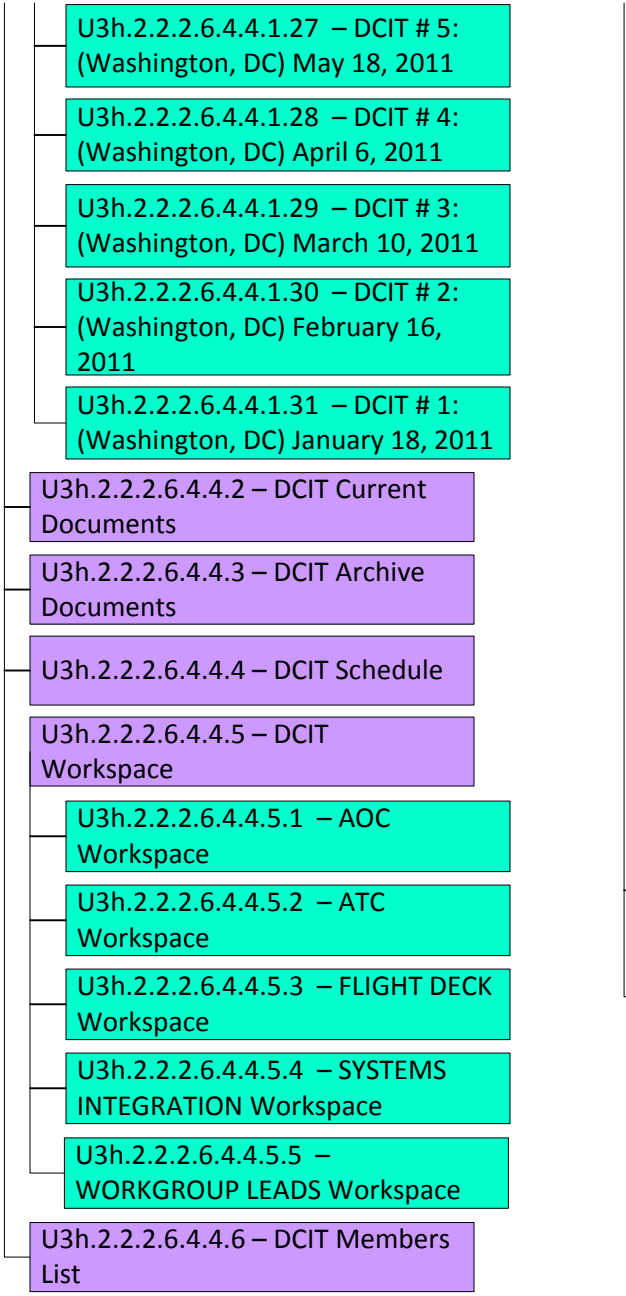 U3h.2.2.2.6.4.4.1.27 – DCIT # 5:
(Washington, DC) May 18, 2011
U3h.2.2.2.6.4.4.1.28 – DCIT # 4:
(Washington, DC) April 6, 2011
U3h.2.2.2.6.4.4.1.29 – DCIT # 3:
(Washington, DC) March 10, 2011
U3h.2.2.2.6.4.4.1.30 – DCIT # 2:
(Washington, DC) February 16,
2011
U3h.2.2.2.6.4.4.1.31 – DCIT # 1:
(Washington, DC) January 18, 2011
U3h.2.2.2.6.4.4.2 – DCIT Current
Documents
U3h.2.2.2.6.4.4.3 – DCIT Archive
Documents
U3h.2.2.2.6.4.4.4 – DCIT Schedule
U3h.2.2.2.6.4.4.5 – DCIT
Workspace
U3h.2.2.2.6.4.4.5.1 – AOC
Workspace
U3h.2.2.2.6.4.4.5.2 – ATC
Workspace
U3h.2.2.2.6.4.4.5.3 – FLIGHT DECK
Workspace
U3h.2.2.2.6.4.4.5.4 – SYSTEMS
INTEGRATION Workspace
U3h.2.2.2.6.4.4.5.5 –
WORKGROUP LEADS Workspace
U3h.2.2.2.6.4.4.6 – DCIT Members
List